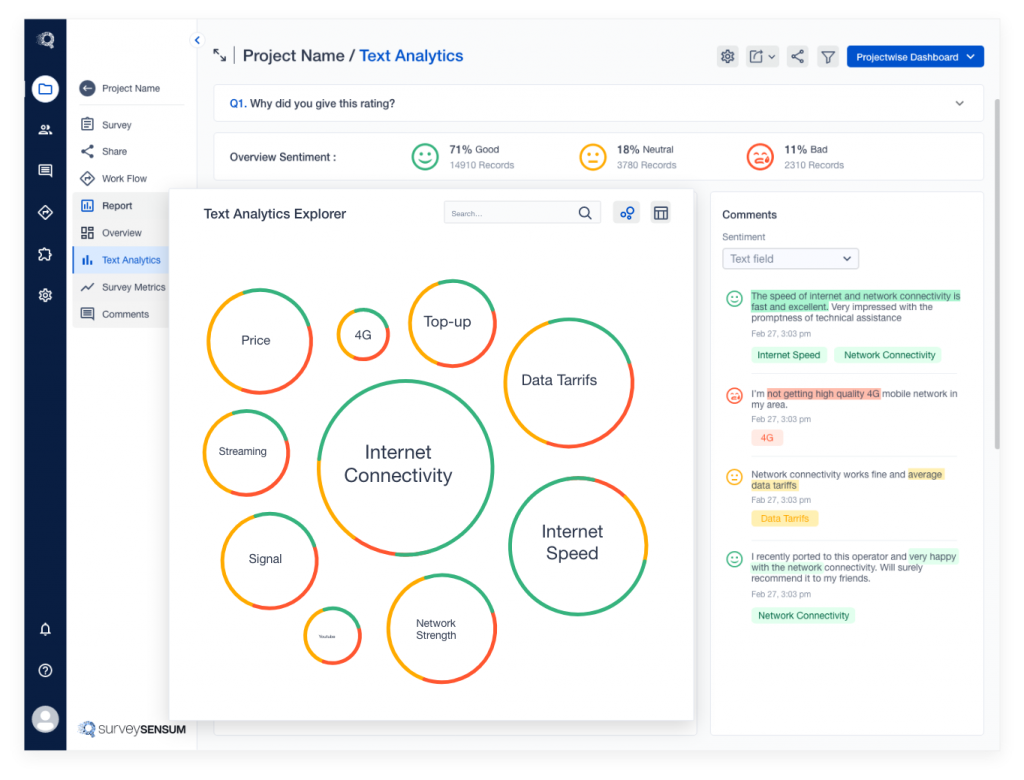 Project Name / Text Analytics
Projectwise Dashboard
Project Name
Survey
Share
Work Flow
Report
Overview
Text Analytics
Survey Metrics
Comments
surveySENSUM
Q1. Why did you give this rating?
Overview Sentiment :
71% Good
14910 Records
18% Neutral
3780 Records
11% Bad
2310 Records
Text Analytics Explorer
Search...
Price
4G
Top-up
Data Tarrifs
Streaming
Internet
Connectivity
Internet
Speed
Signal
Youtube
Network
Strength
Comments
Sentiment
Text field
The speed of internet and network connectivity is
fast and excellent. Very impressed with the
promptness of technical assistance
Feb 27, 3:03 pm
Internet Speed
Network Connectivity
I'm not getting high quality 4G mobile network in
my area.
Feb 27, 3:03 pm
4G
Network connectivity works fine and average
data tariffs
Fab 27, 3:03 pm
Data Tarrifs
I recently ported to this operator and very happy
with the network connectivity. Will surely
recommend it to my friends.
Feb 27, 3:03 pm
Network Connectivity